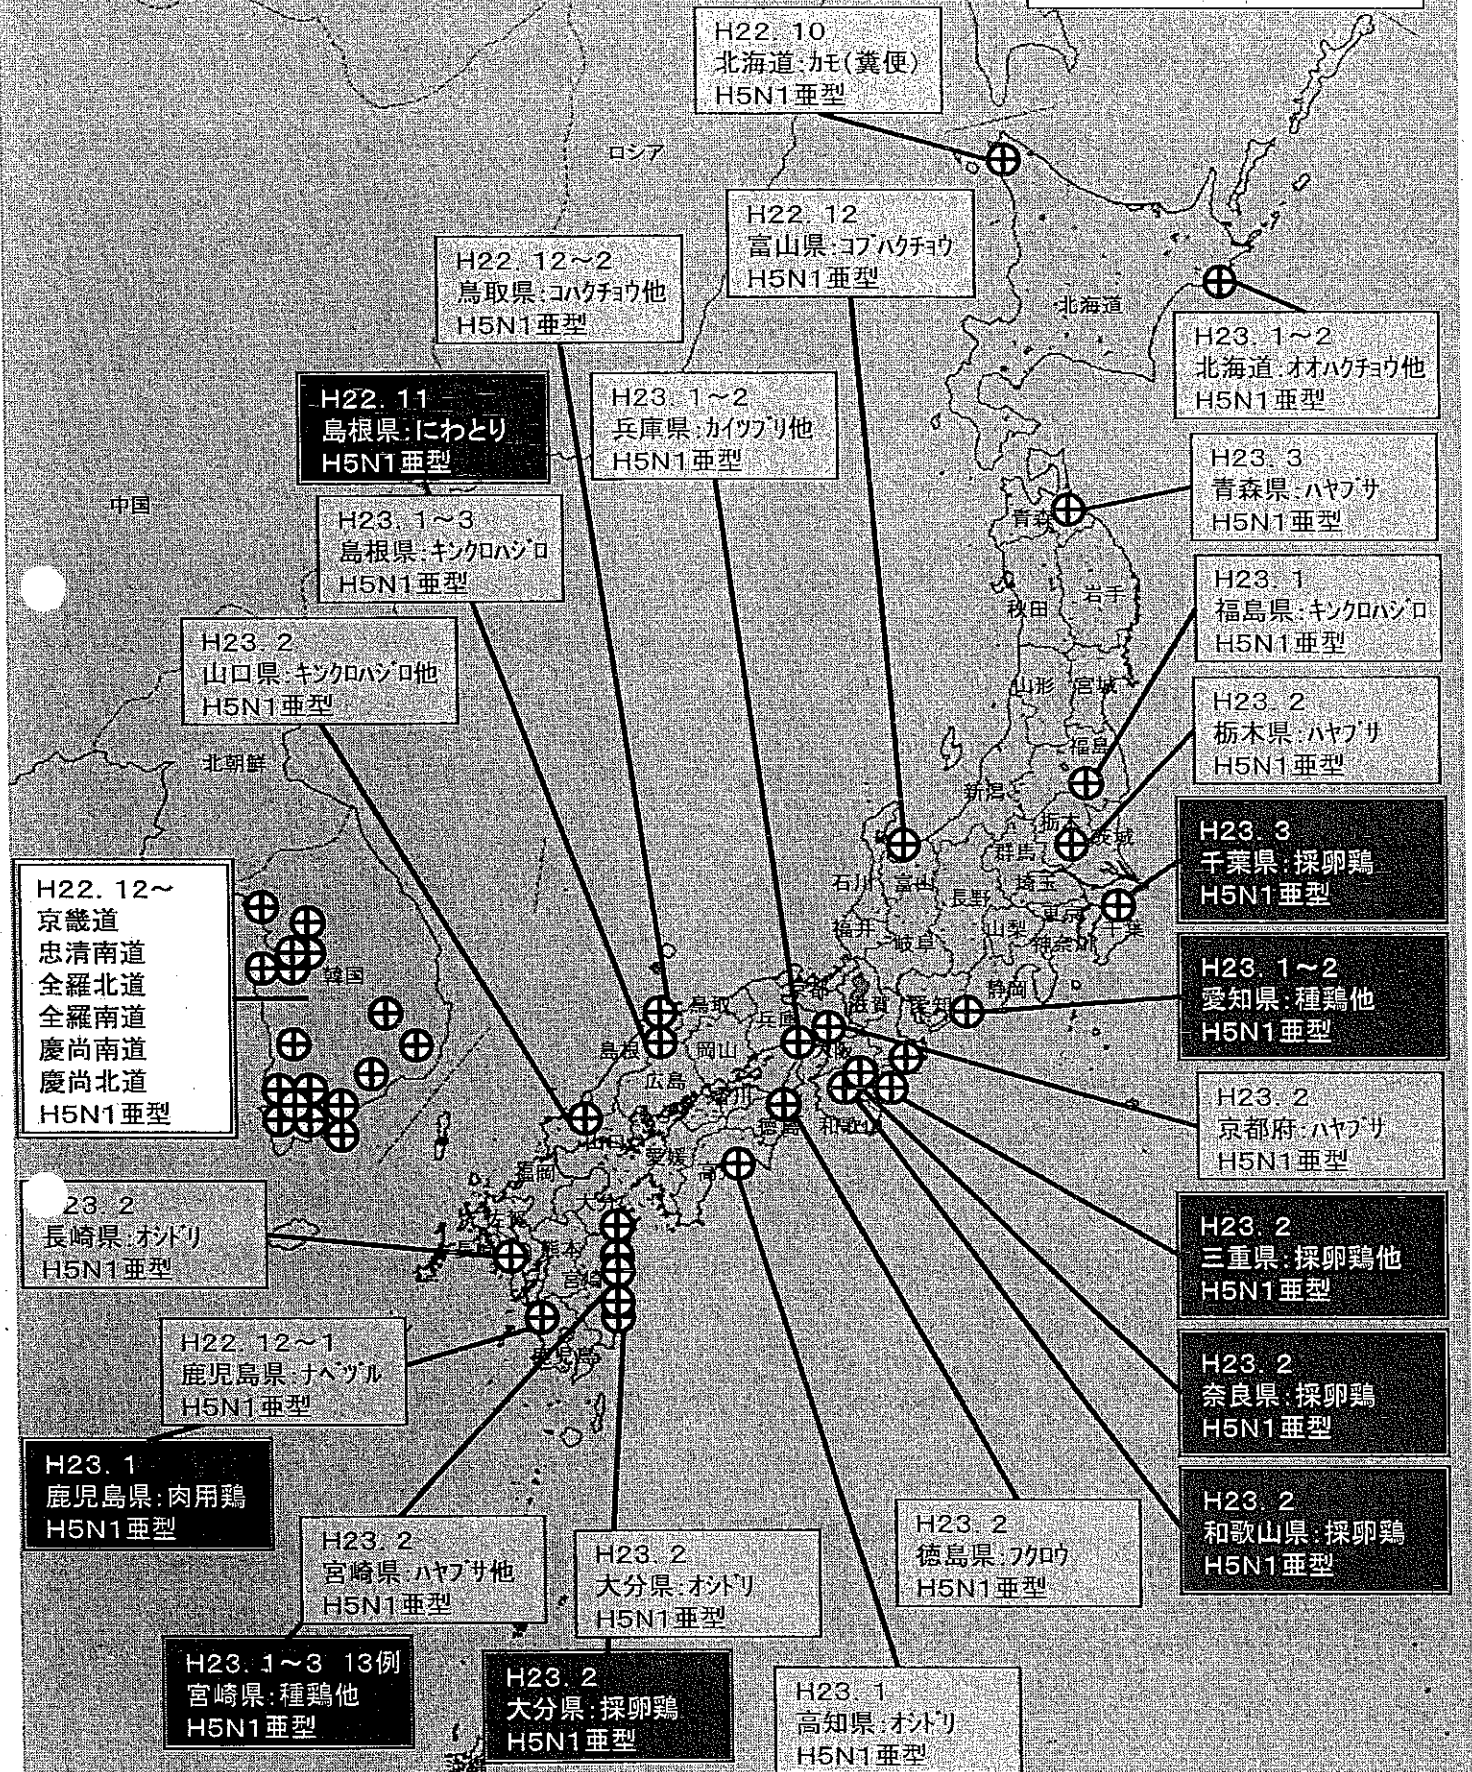 H22. 10
北海道:カモ(糞便)
H5N1亜型
ロシア
H22. 12
富山県:コブハクチョウ
H5N1亜型
H22. 12～2
鳥取県:コハクチョウ他
H5N1亜型
北海道
H23. 1～2
北海道:オオハクチョウ他
H5N1亜型
H22. 11
島根県:にわとり
H5N1亜型
H23. 1～2
兵庫県:カイツブリ他
H5N1亜型
H23. 3
青森県:ハヤブサ
H5N1亜型
中国
青森
H23. 1～3
島根県:キンクロハジロ
H5N1亜型
H23. 1
福島県:キンクロハジロ
H5N1亜型
岩手
秋田
H23. 2
山口県:キンクロハジロ他
H5N1亜型
山形
宮城
H23. 2
栃木県:ハヤブサ
H5N1亜型
福島
北朝鮮
新潟
栃木
茨城
群馬
H23. 3
千葉県:採卵鶏
H5N1亜型
石川
富山
長野
埼玉
東京
千葉
福井
岐阜
山梨
神奈川
H22. 12～
京畿道
忠清南道
全羅北道
全羅南道
慶尚南道
慶尚北道
H5N1亜型
韓国
H23. 1～2
愛知県:種鶏他
H5N1亜型
静岡
愛知
滋賀
鳥取
兵庫
島根
岡山
大阪
広島
香川
徳島
和歌山
愛媛
福岡
H23. 2
京都府:ハヤブサ
H5N1亜型
23. 2
長崎県:オシドリ
H5N1亜型
熊本
宮崎
鹿児島
H23. 2
三重県:採卵鶏他
H5N1亜型
H22. 12～1
鹿児島県:ナベヅル
H5N1亜型
H23. 2
奈良県:採卵鶏
H5N1亜型
H23. 1
鹿児島県:肉用鶏
H5N1亜型
H23. 2
和歌山県:採卵鶏
H5N1亜型
H23. 2
宮崎県:ハヤブサ他
H5N1亜型
H23. 2
大分県:オシドリ
H5N1亜型
H23. 2
徳島県:フクロウ
H5N1亜型
H23. 1～3 13例
宮崎県:種鶏他
H5N1亜型
H23. 2
大分県:採卵鶏
H5N1亜型
H23. 1
高知県:オシドリ
H5N1亜型